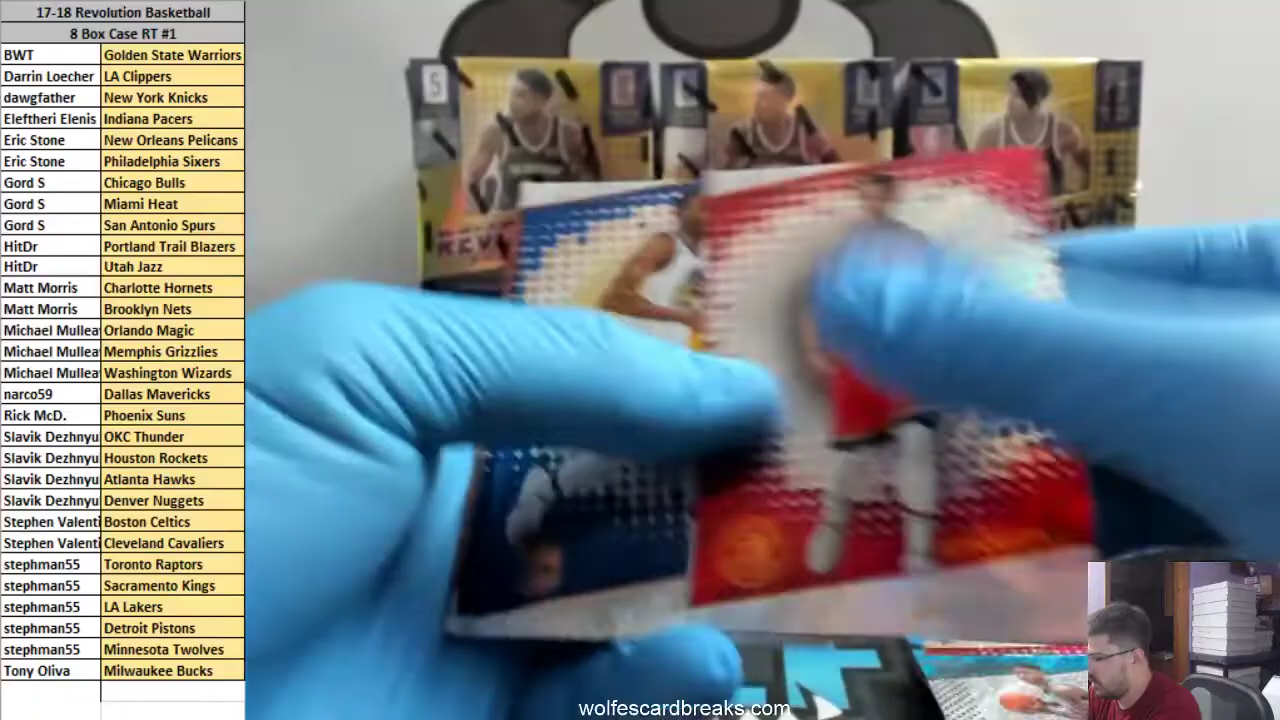 17-18 Revolution Basketball
8 Box Case RT #1
BWT Golden State Warriors
Darrin Loecher LA Clippers
dawgfather New York Knicks
Eleftheri Elenis Indiana Pacers
Eric Stone New Orleans Pelicans
Eric Stone Philadelphia Sixers
Gord S Chicago Bulls
Gord S Miami Heat
Gord S San Antonio Spurs
HitDr Portland Trail Blazers
HitDr Utah Jazz
Matt Morris Charlotte Hornets
Matt Morris Brooklyn Nets
Michael Mullea Orlando Magic
Michael Mullea Memphis Grizzlies
Michael Mullea Washington Wizards
narco59 Dallas Mavericks
Rick McD. Phoenix Suns
Slavik Dezhnyu OKC Thunder
Slavik Dezhnyu Houston Rockets
Slavik Dezhnyu Atlanta Hawks
Slavik Dezhnyu Denver Nuggets
Stephen Valenti Boston Celtics
Stephen Valenti Cleveland Cavaliers
stephman55 Toronto Raptors
stephman55 Sacramento Kings
stephman55 LA Lakers
stephman55 Detroit Pistons
stephman55 Minnesota Twolves
Tony Oliva Milwaukee Bucks
wolfescardbreaks.com